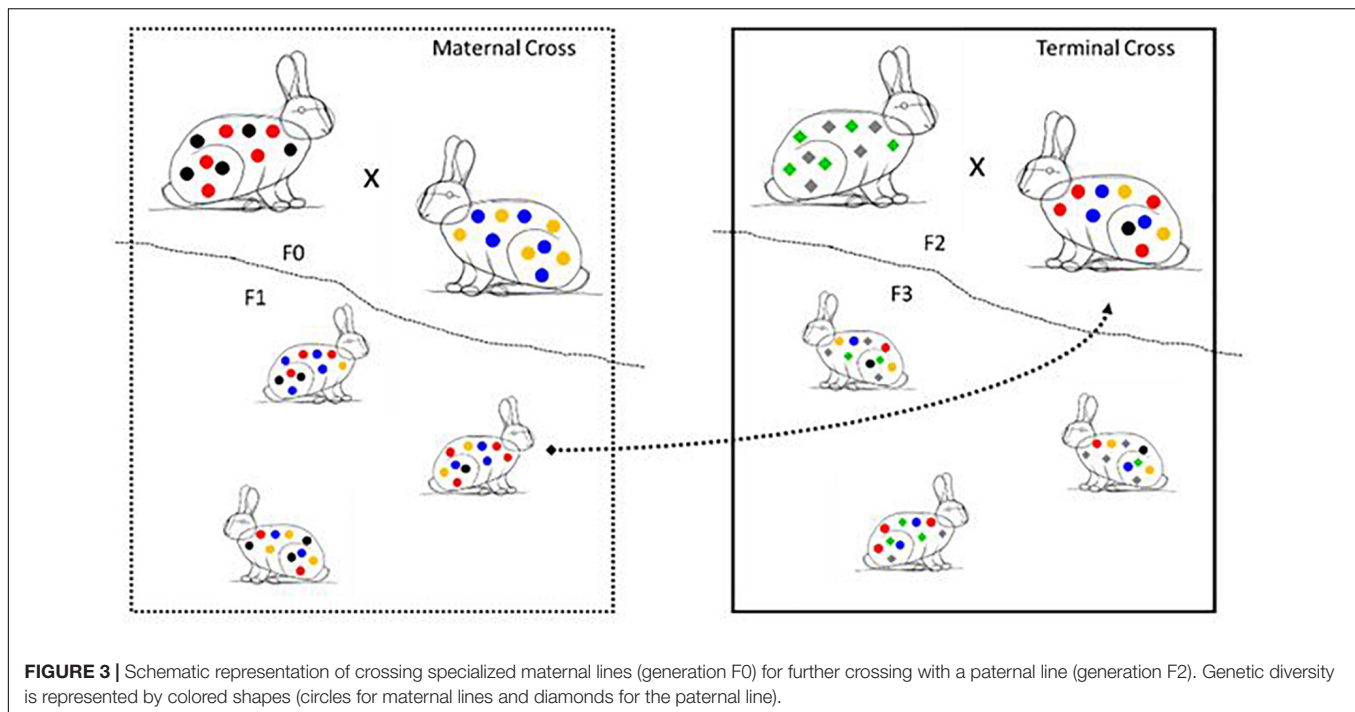 Maternal Cross
X
F0
F1
Terminal Cross
X
F2
F3
FIGURE 3 | Schematic representation of crossing specialized maternal lines (generation F0) for further crossing with a paternal line (generation F2). Genetic diversity
is represented by colored shapes (circles for maternal lines and diamonds for the paternal line).